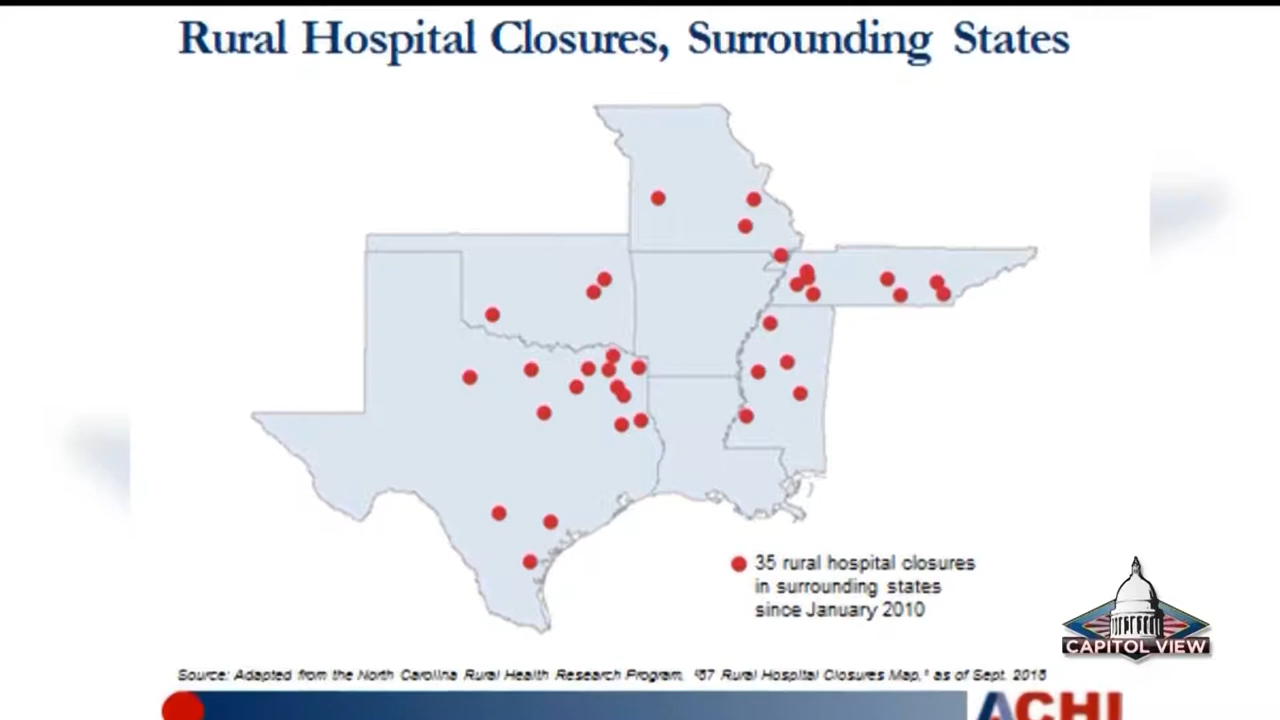 Rural Hospital Closures, Surrounding States
35 rural hospital closures
in surrounding states
since January 2010
CAPITOL VIEW
Source: Adapted from the North Carolina Rural Health Research Program, Rural Hospital Closures Map," as of Sept.
ACHI